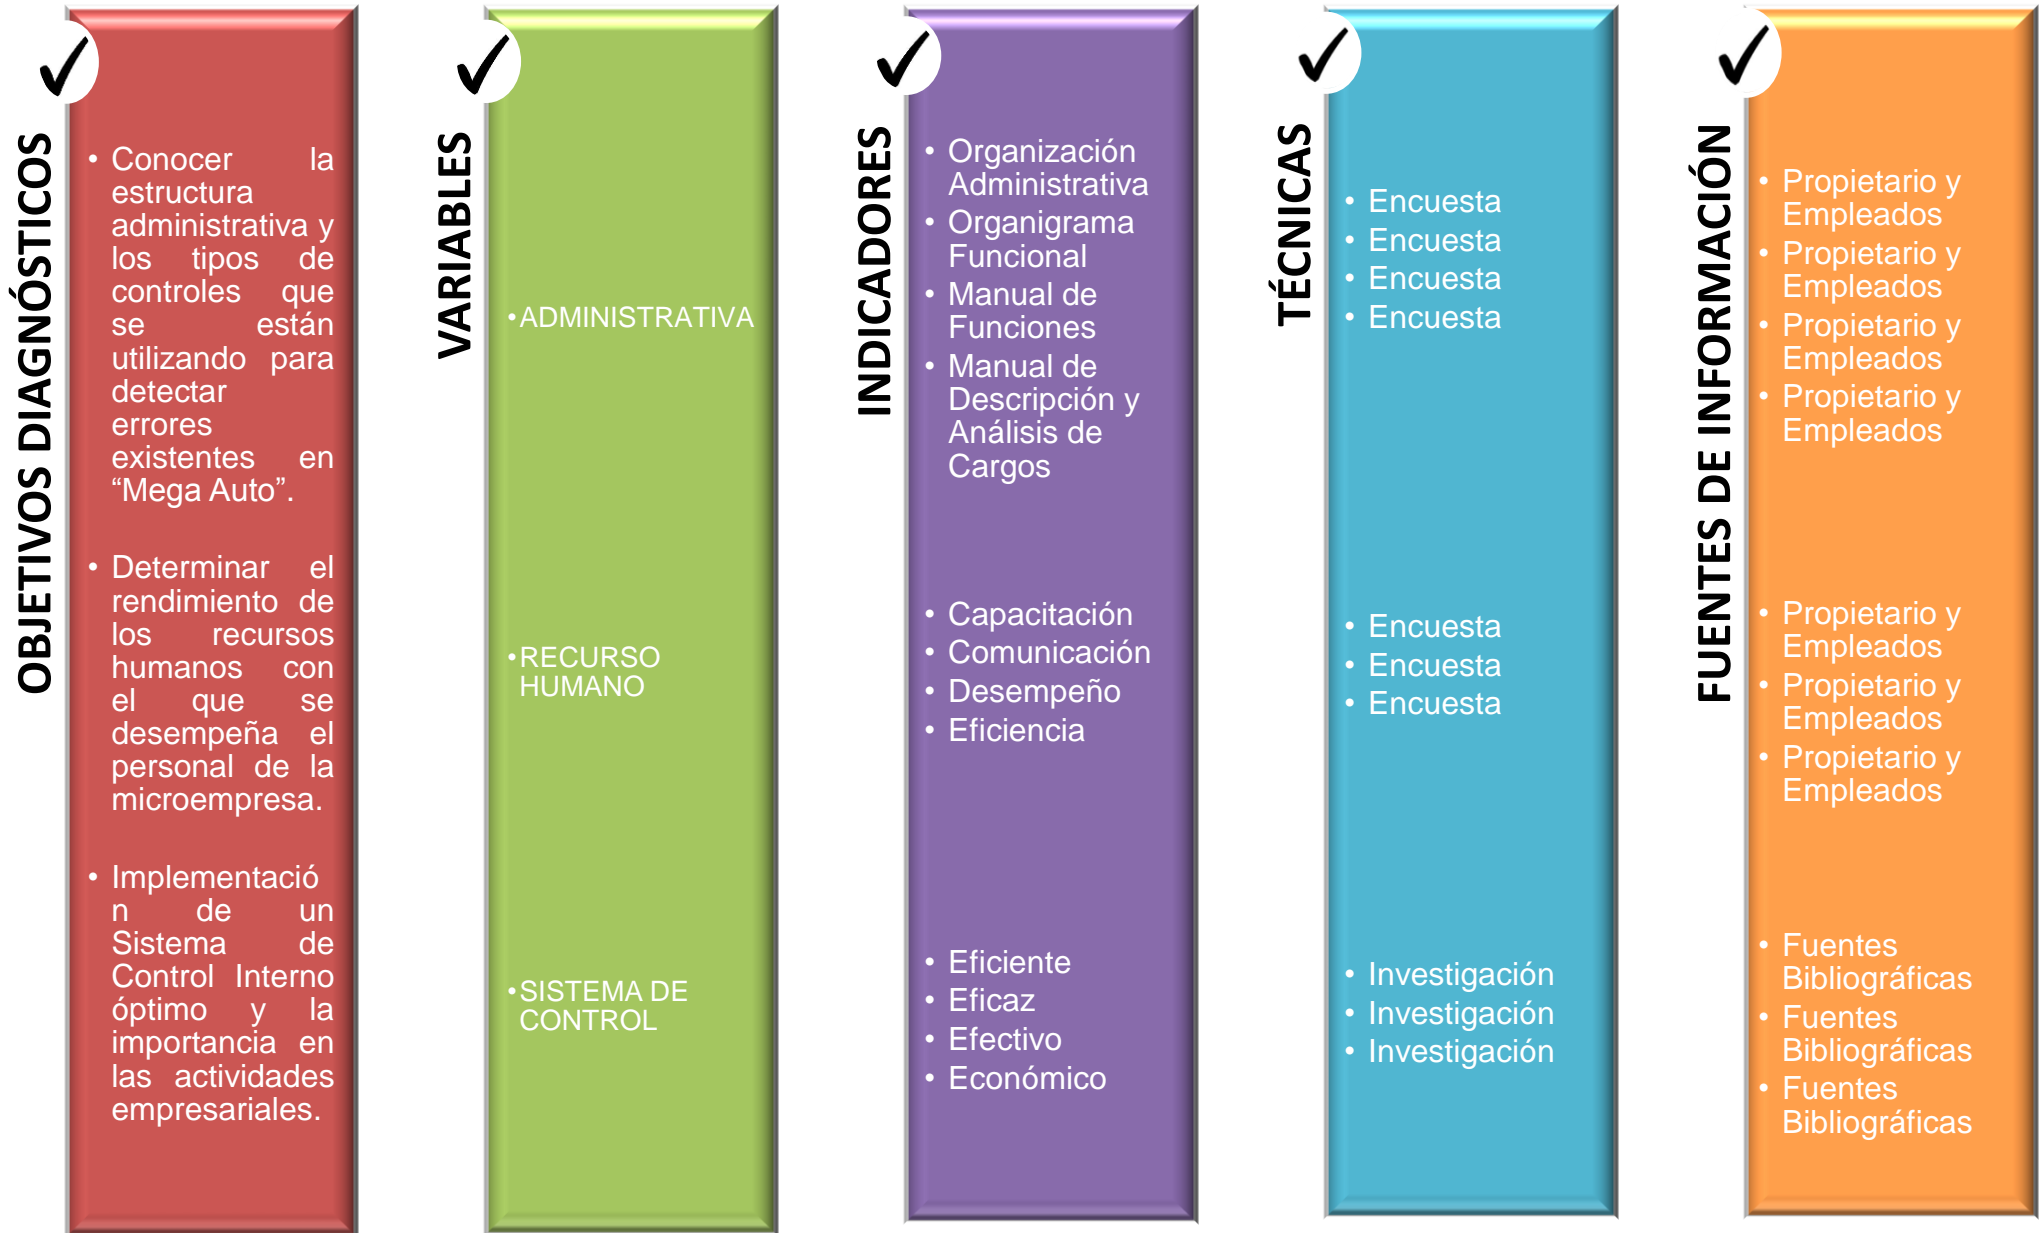 OBJETIVOS DIAGNÓSTICOS
• Conocer la
estructura
administrativa y
los tipos de
controles que
se están
utilizando para
detectar
errores
existentes en
“Mega Auto”.
• Determinar el
rendimiento de
los recursos
humanos con
el que se
desempeña el
personal de la
microempresa.
• Implementació
n de un
Sistema de
Control Interno
óptimo y la
importancia en
las actividades
empresariales.
VARIABLES
• ADMINISTRATIVA
• RECURSO
HUMANO
• SISTEMA DE
CONTROL
INDICADORES
• Organización
Administrativa
• Organigrama
Funcional
• Manual de
Funciones
• Manual de
Descripción y
Análisis de
Cargos
• Capacitación
• Comunicación
• Desempeño
• Eficiencia
• Eficiente
• Eficaz
• Efectivo
• Económico
TÉCNICAS
• Encuesta
• Encuesta
• Encuesta
• Encuesta
• Encuesta
• Encuesta
• Encuesta
• Investigación
• Investigación
• Investigación
FUENTES DE INFORMACIÓN
• Propietario y
Empleados
• Propietario y
Empleados
• Propietario y
Empleados
• Propietario y
Empleados
• Propietario y
Empleados
• Propietario y
Empleados
• Propietario y
Empleados
• Fuentes
Bibliográficas
• Fuentes
Bibliográficas
• Fuentes
Bibliográficas